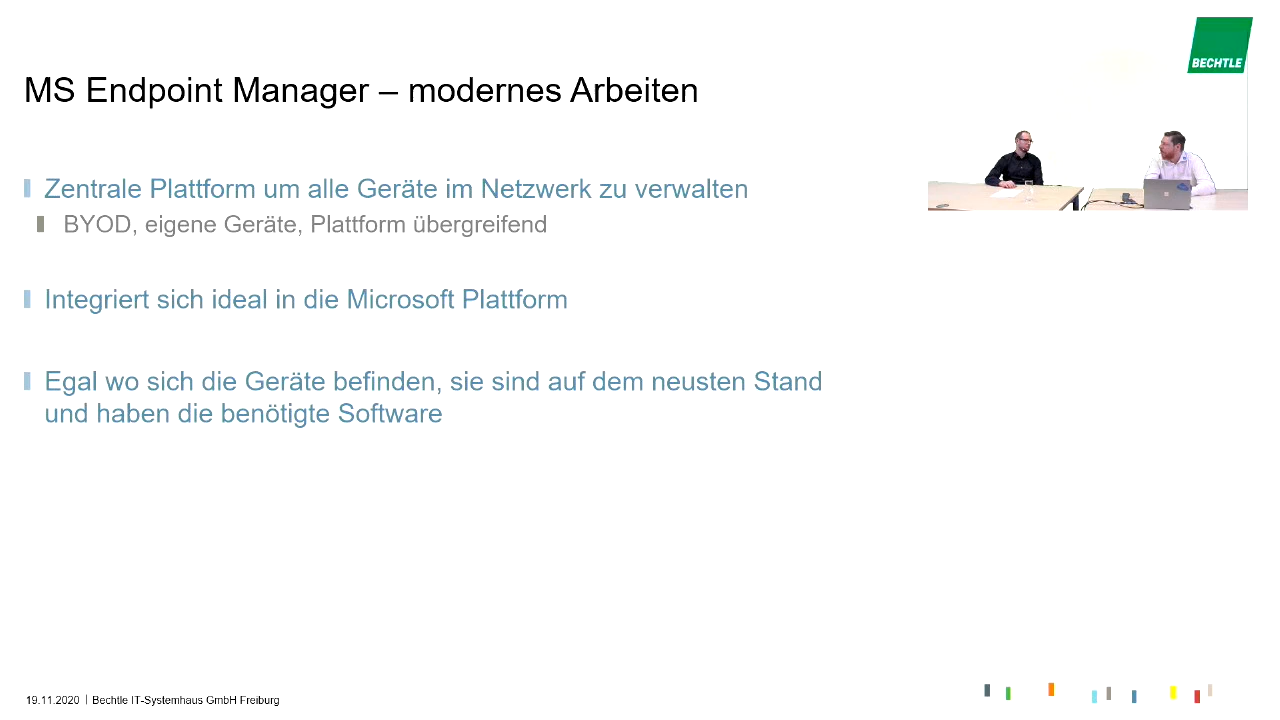 BECHTLE
MS Endpoint Manager – modernes Arbeiten
Zentrale Plattform um alle Geräte im Netzwerk zu verwalten
BYOD, eigene Geräte, Plattform übergreifend
Integriert sich ideal in die Microsoft Plattform
Egal wo sich die Geräte befinden, sie sind auf dem neusten Stand
und haben die benötigte Software
19.11.2020 | Bechtle IT-Systemhaus GmbH Freiburg